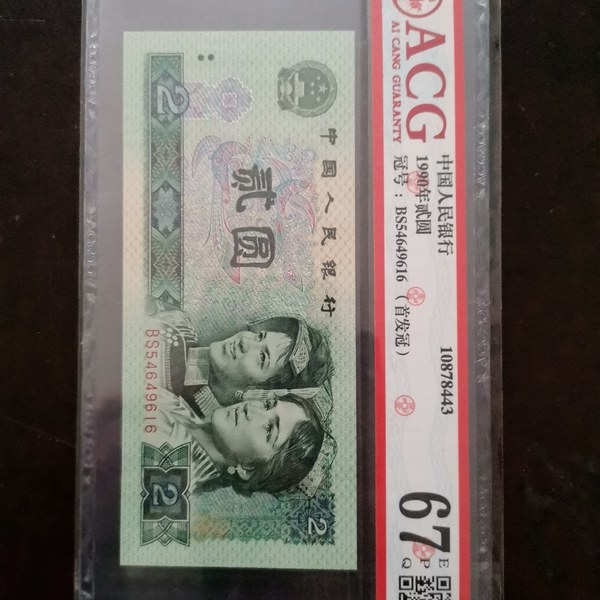 ACG
AI CANG GUARANTY
中国人民银行
1990年贰圆
冠号：BS54649616（首发冠）
10878443
67
E
P
Q
中国人民银行
贰圆
2
BS54649616
2
2